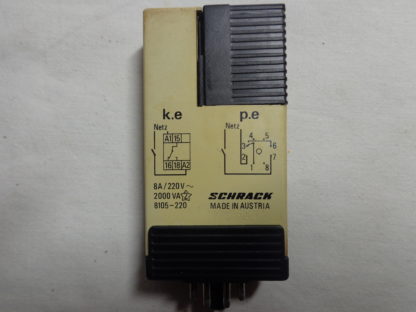 k.e p.e
Netz Netz
A1 15
16 18 A2
4 5
3 6
2 7
1 8
8A/220V~
2000 VA
8105-220
SCHRACK
MADE IN AUSTRIA